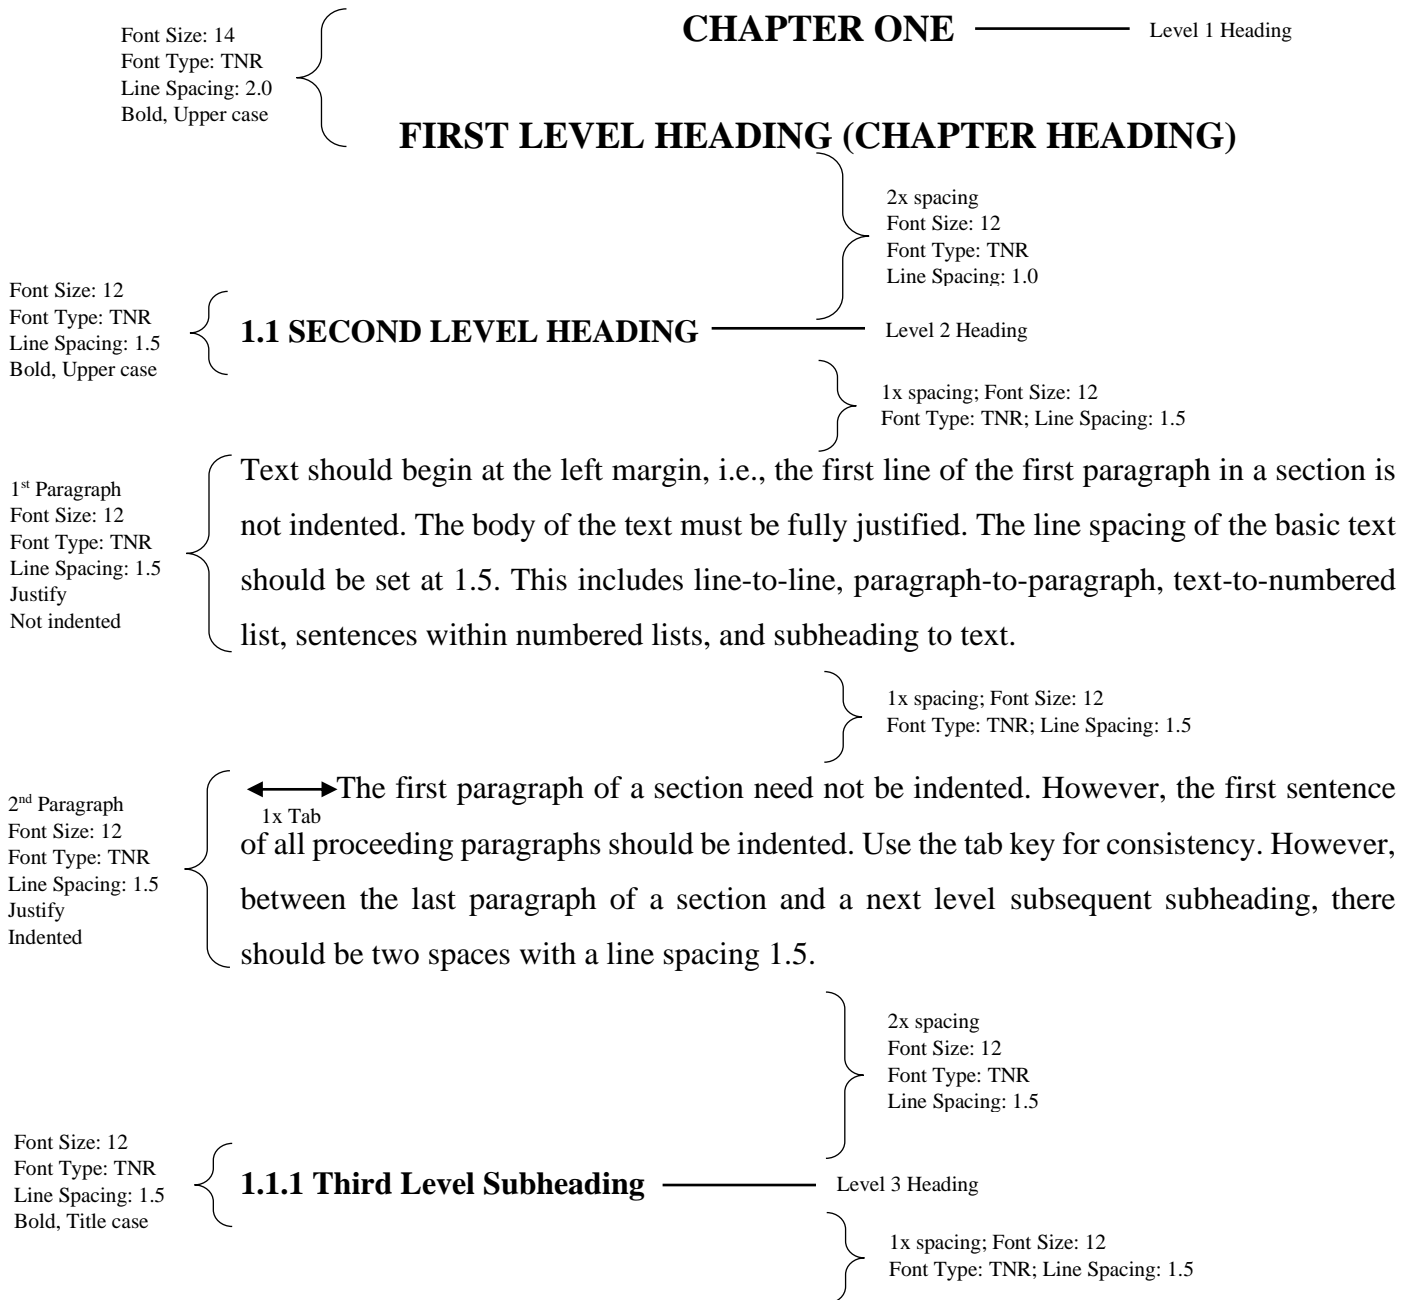 Font Size: 14
Font Type: TNR
Line Spacing: 2.0
Bold, Upper case
CHAPTER ONE
Level 1 Heading
FIRST LEVEL HEADING (CHAPTER HEADING)
2x spacing
Font Size: 12
Font Type: TNR
Line Spacing: 1.0
Font Size: 12
Font Type: TNR
Line Spacing: 1.5
Bold, Upper case
1.1 SECOND LEVEL HEADING
Level 2 Heading
1x spacing; Font Size: 12
Font Type: TNR; Line Spacing: 1.5
1st Paragraph
Font Size: 12
Font Type: TNR
Line Spacing: 1.5
Justify
Not indented
Text should begin at the left margin, i.e., the first line of the first paragraph in a section is
not indented. The body of the text must be fully justified. The line spacing of the basic text
should be set at 1.5. This includes line-to-line, paragraph-to-paragraph, text-to-numbered
list, sentences within numbered lists, and subheading to text.
1x spacing; Font Size: 12
Font Type: TNR; Line Spacing: 1.5
2nd Paragraph
Font Size: 12
Font Type: TNR
Line Spacing: 1.5
Justify
Indented
1x Tab
The first paragraph of a section need not be indented. However, the first sentence
of all proceeding paragraphs should be indented. Use the tab key for consistency. However,
between the last paragraph of a section and a next level subsequent subheading, there
should be two spaces with a line spacing 1.5.
2x spacing
Font Size: 12
Font Type: TNR
Line Spacing: 1.5
Font Size: 12
Font Type: TNR
Line Spacing: 1.5
Bold, Title case
1.1.1 Third Level Subheading
Level 3 Heading
1x spacing; Font Size: 12
Font Type: TNR; Line Spacing: 1.5